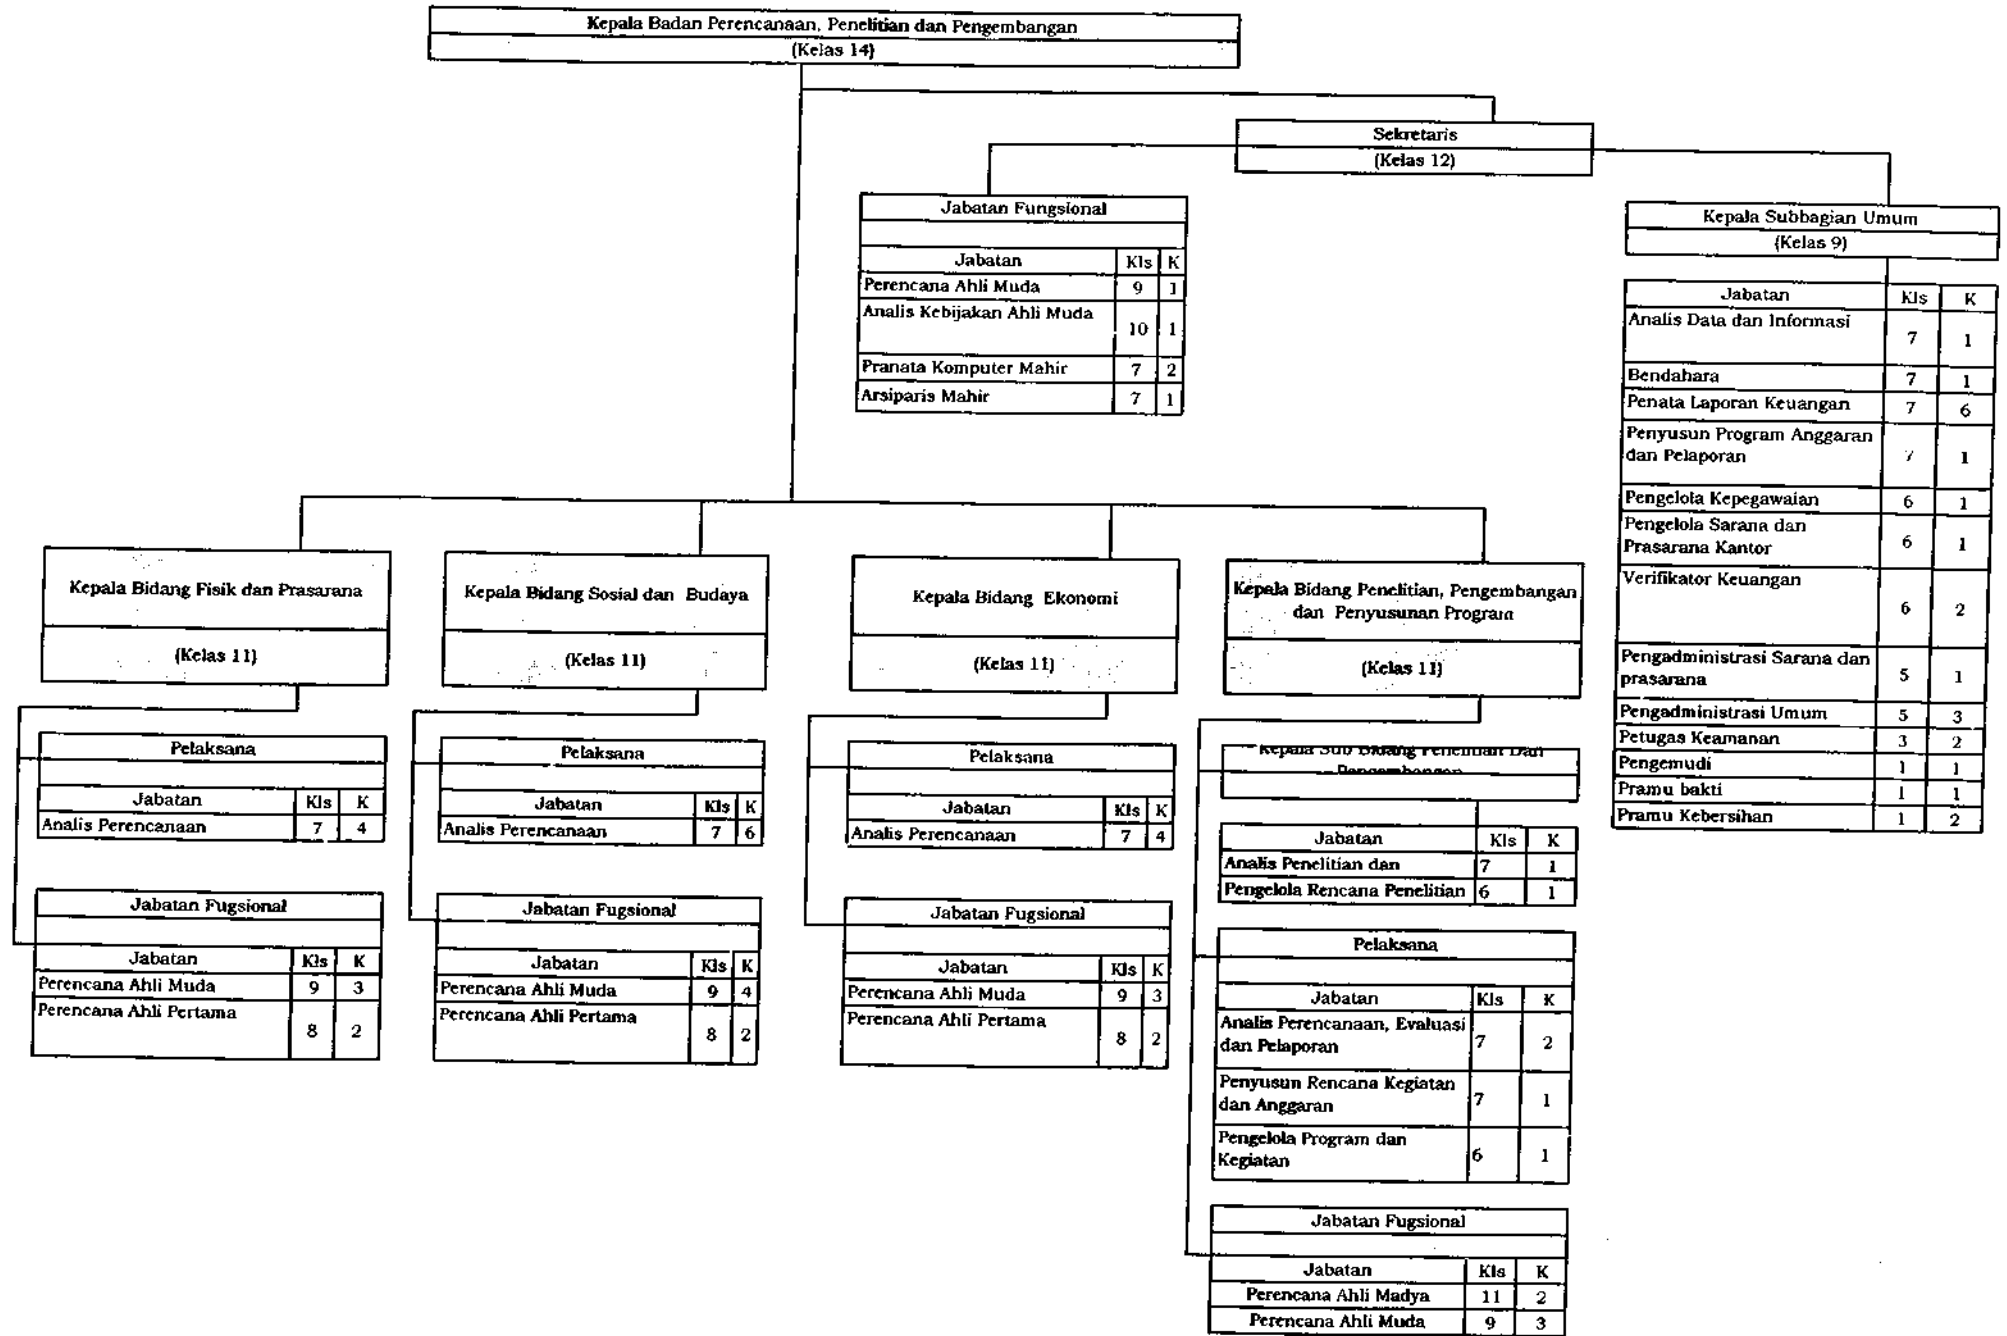 Kepala Badan Perencanaan, Penelitian dan Pengembangan
(Kelas 14)
Sekretaris
(Kelas 12)
Jabatan Fungsional
Jabatan Kls K
Perencana Ahli Muda 9 1
Analis Kebijakan Ahli Muda 10 1
Pranata Komputer Mahir 7 2
Arsiparis Mahir 7 1
Kepala Subbagian Umum
(Kelas 9)
Jabatan Kls K
Analis Data dan Informasi 7 1
Bendahara 7 1
Penata Laporan Keuangan 7 6
Penyusun Program Anggaran
dan Pelaporan 7 1
Pengelola Kepegawaian 6 1
Pengelola Sarana dan
Prasarana Kantor 6 1
Verifikator Keuangan 6 2
Pengadministrasi Sarana dan
prasarana 5 1
Pengadministrasi Umum 5 3
Petugas Keamanan 3 2
Pengemudi 1 1
Pramu bakti 1 1
Pramu Kebersihan 1 2
Kepala Bidang Fisik dan Prasarana
(Kelas 11)
Pelaksana
Jabatan Kls K
Analis Perencanaan 7 4
Jabatan Fugsional
Jabatan Kls K
Perencana Ahli Muda 9 3
Perencana Ahli Pertama 8 2
Kepala Bidang Sosial dan Budaya
(Kelas 11)
Pelaksana
Jabatan Kls K
Analis Perencanaan 7 6
Jabatan Fugsional
Jabatan Kls K
Perencana Ahli Muda 9 4
Perencana Ahli Pertama 8 2
Kepala Bidang Ekonomi
(Kelas 11)
Pelaksana
Jabatan Kls K
Analis Perencanaan 7 4
Jabatan Fugsional
Jabatan Kls K
Perencana Ahli Muda 9 3
Perencana Ahli Pertama 8 2
Kepala Bidang Penelitian, Pengembangan
dan Penyusunan Program
(Kelas 11)
Kepala Sub Bidang Penelitian Dan
Pengembangan
Jabatan Kls K
Analis Penelitian dan 7 1
Pengelola Rencana Penelitian 6 1
Pelaksana
Jabatan Kls K
Analis Perencanaan, Evaluasi
dan Pelaporan 7 2
Penyusun Rencana Kegiatan
dan Anggaran 7 1
Pengelola Program dan
Kegiatan 6 1
Jabatan Fugsional
Jabatan Kls K
Perencana Ahli Madya 11 2
Perencana Ahli Muda 9 3